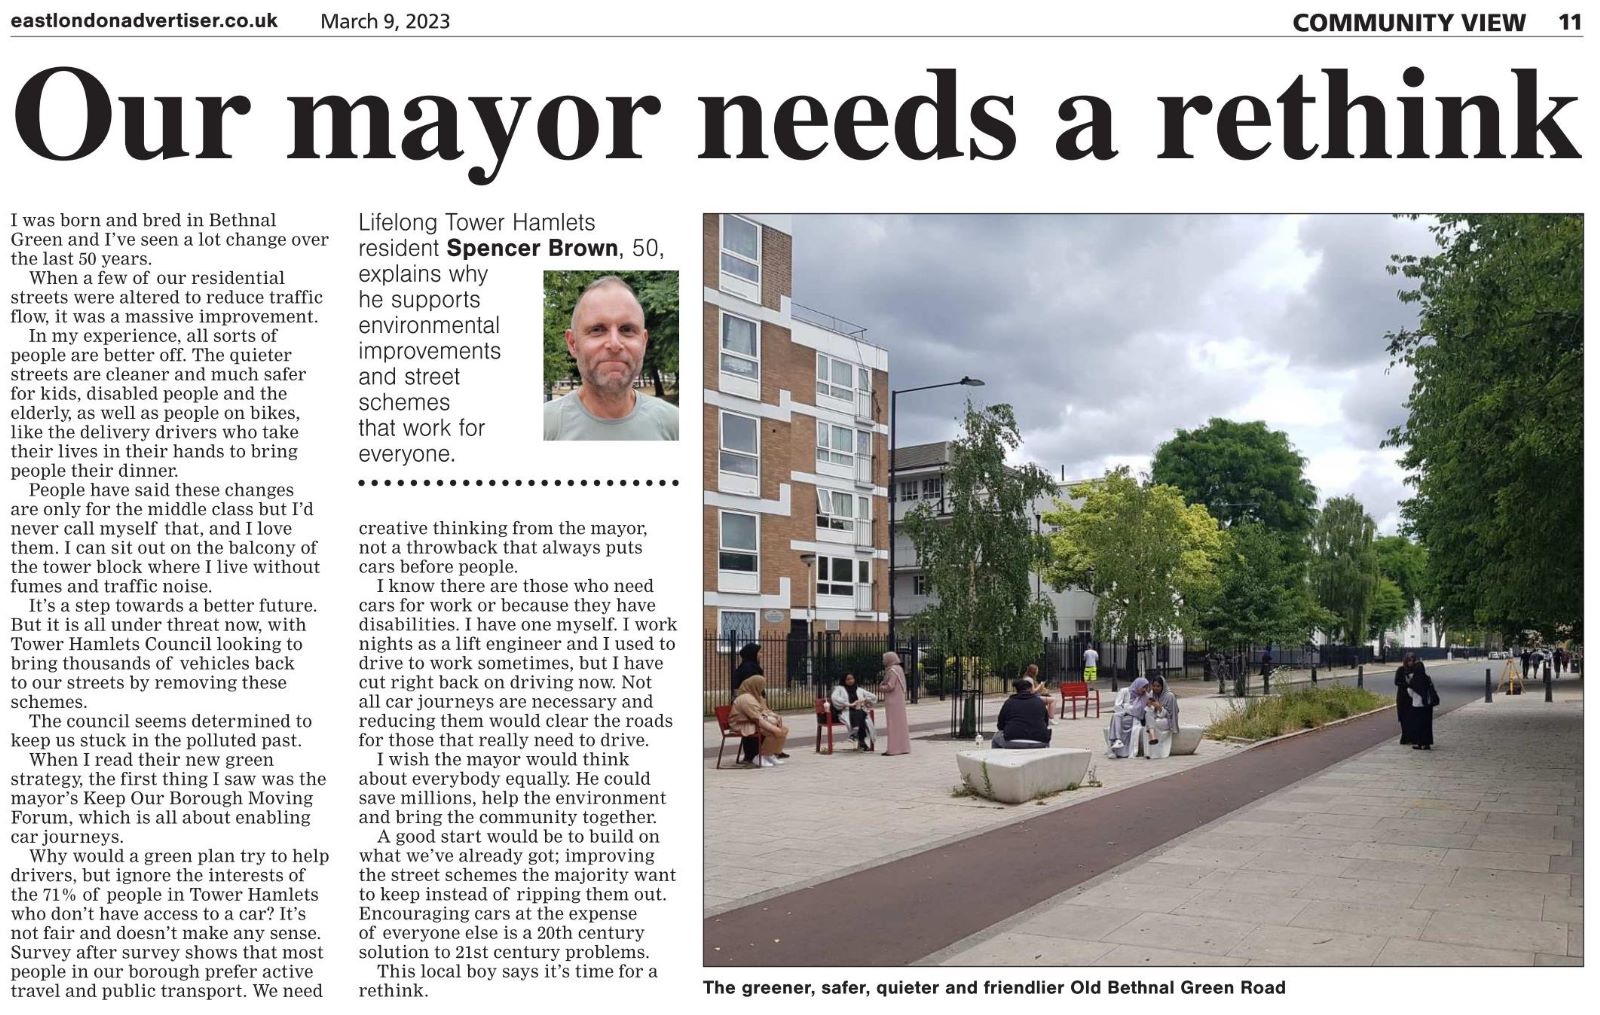 eastlondonadvertiser.co.uk March 9, 2023 COMMUNITY VIEW 11
Our mayor needs a rethink
I was born and bred in Bethnal
Green and I've seen a lot change over
the last 50 years.
When a few of our residential
streets were altered to reduce traffic
flow, it was a massive improvement.
In my experience, all sorts of
people are better off. The quieter
streets are cleaner and much safer
for kids, disabled people and the
elderly, as well as people on bikes,
like the delivery drivers who take
their lives in their hands to bring
people their dinner.
People have said these changes
are only for the middle class but I'd
never call myself that, and I love
them. I can sit out on the balcony of
the tower block where I live without
fumes and traffic noise.
It's a step towards a better future.
But it is all under threat now, with
Tower Hamlets Council looking to
bring thousands of vehicles back
to our streets by removing these
schemes.
The council seems determined to
keep us stuck in the polluted past.
When I read their new green
strategy, the first thing I saw was the
mayor's Keep Our Borough Moving
Forum, which is all about enabling
car journeys.
Why would a green plan try to help
drivers, but ignore the interests of
the 71% of people in Tower Hamlets
who don't have access to a car? It's
not fair and doesn't make any sense.
Survey after survey shows that most
people in our borough prefer active
travel and public transport. We need
Lifelong Tower Hamlets
resident Spencer Brown, 50,
explains why
he supports
environmental
improvements
and street
schemes
that work for
everyone.
creative thinking from the mayor,
not a throwback that always puts
cars before people.
I know there are those who need
cars for work or because they have
disabilities. I have one myself. I work
nights as a lift engineer and I used to
drive to work sometimes, but I have
cut right back on driving now. Not
all car journeys are necessary and
reducing them would clear the roads
for those that really need to drive.
I wish the mayor would think
about everybody equally. He could
save millions, help the environment
and bring the community together.
A good start would be to build on
what we've already got; improving
the street schemes the majority want
to keep instead of ripping them out.
Encouraging cars at the expense
of everyone else is a 20th century
solution to 21st century problems.
This local boy says it's time for a
rethink.
The greener, safer, quieter and friendlier Old Bethnal Green Road